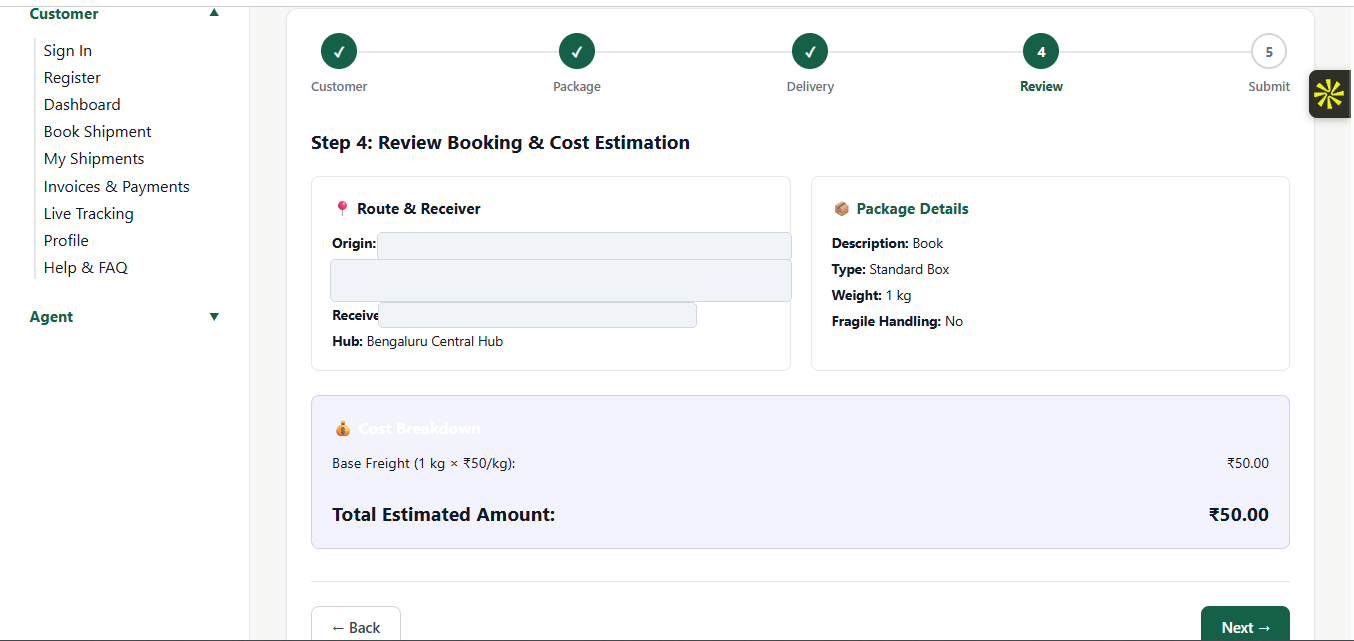 Customer ▲
Sign In
Register
Dashboard
Book Shipment
My Shipments
Invoices & Payments
Live Tracking
Profile
Help & FAQ
Agent ▼
✓ ✓ ✓ 4 5
Customer Package Delivery Review Submit
Step 4: Review Booking & Cost Estimation
Route & Receiver
Origin:
Receive
Hub: Bengaluru Central Hub
Package Details
Description: Book
Type: Standard Box
Weight: 1 kg
Fragile Handling: No
Cost Breakdown
Base Freight (1 kg × ₹50/kg): ₹50.00
Total Estimated Amount: ₹50.00
← Back
Next →